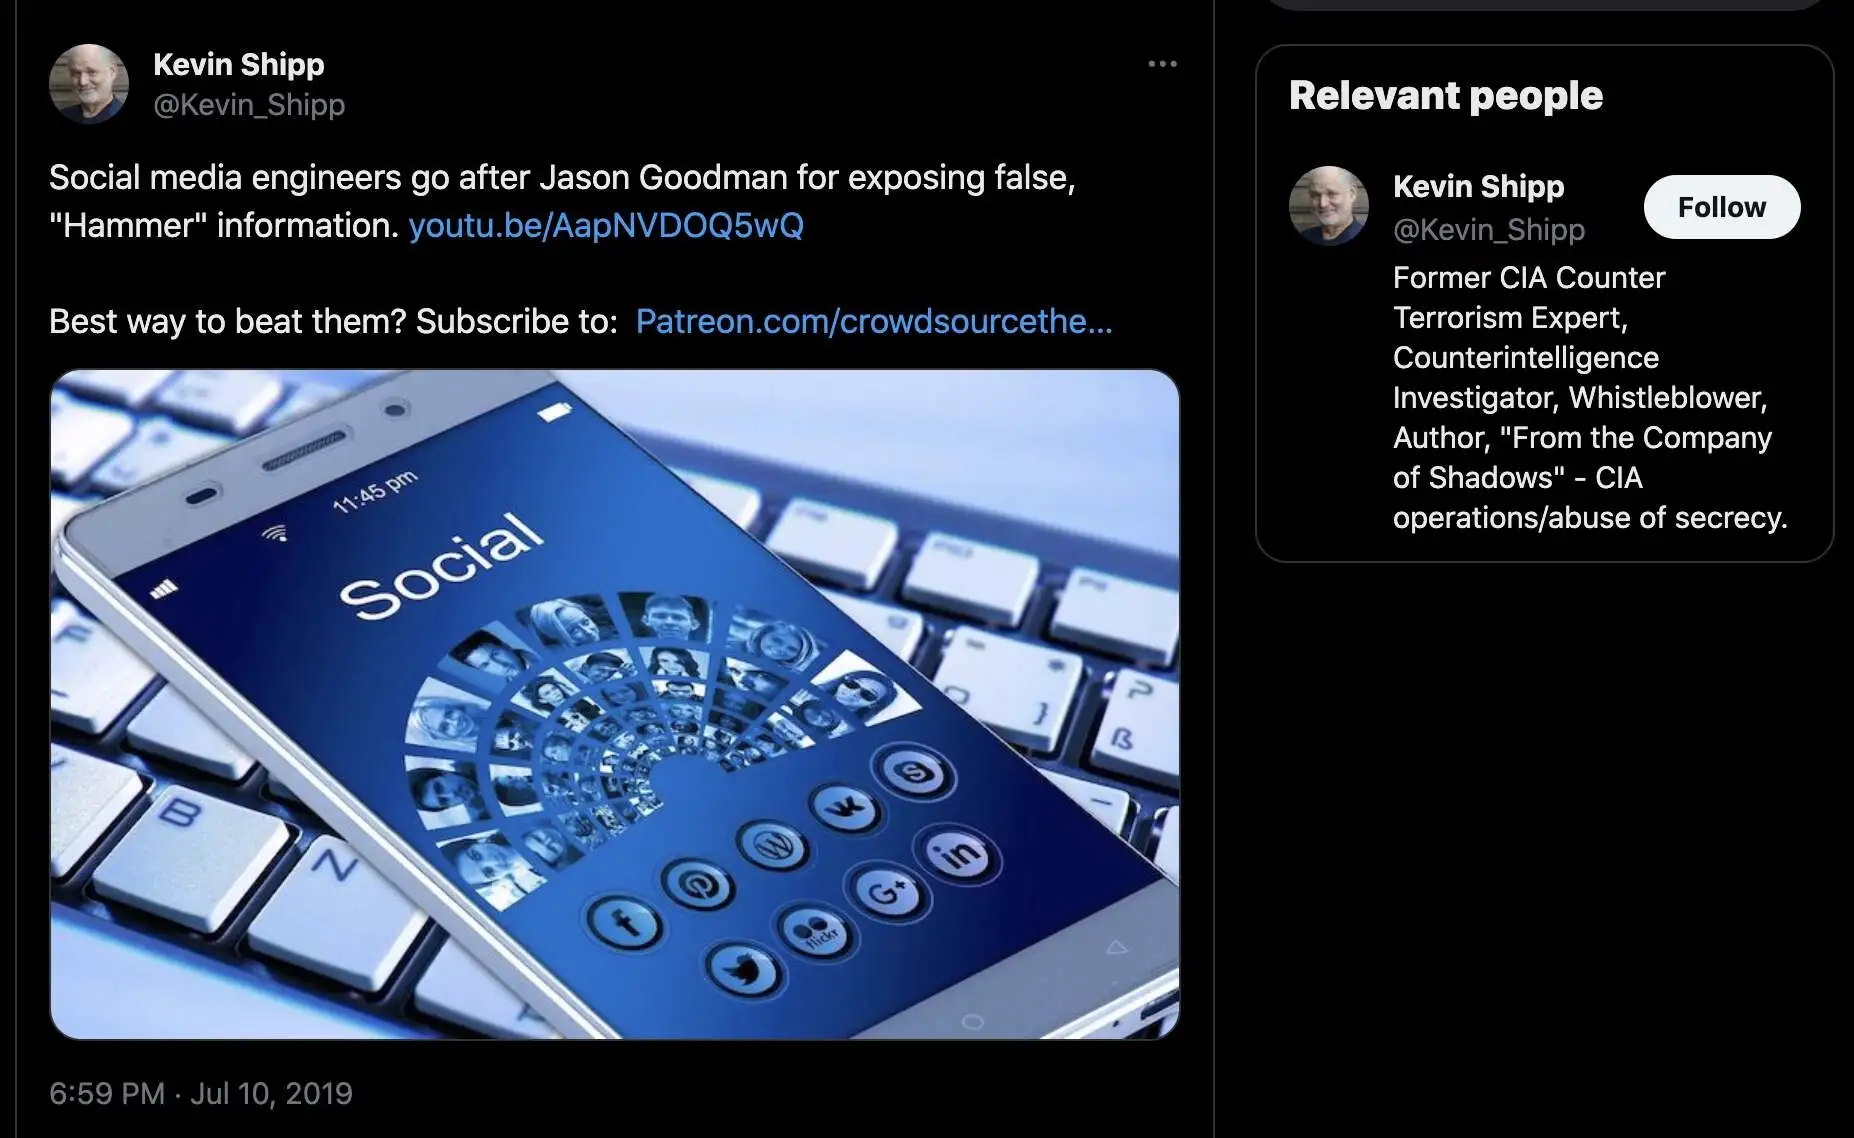 Kevin Shipp
@Kevin_Shipp
Social media engineers go after Jason Goodman for exposing false,
"Hammer" information. youtu.be/AapNVDOQ5wQ
Best way to beat them? Subscribe to: Patreon.com/crowdsourcethe...
11:45 pm
Social
F
B
N
P
ß
}
*
f
W
in
G+
flickr
6:59 PM · Jul 10, 2019
Relevant people
Kevin Shipp
@Kevin_Shipp
Follow
Former CIA Counter
Terrorism Expert,
Counterintelligence
Investigator, Whistleblower,
Author, "From the Company
of Shadows" - CIA
operations/abuse of secrecy.